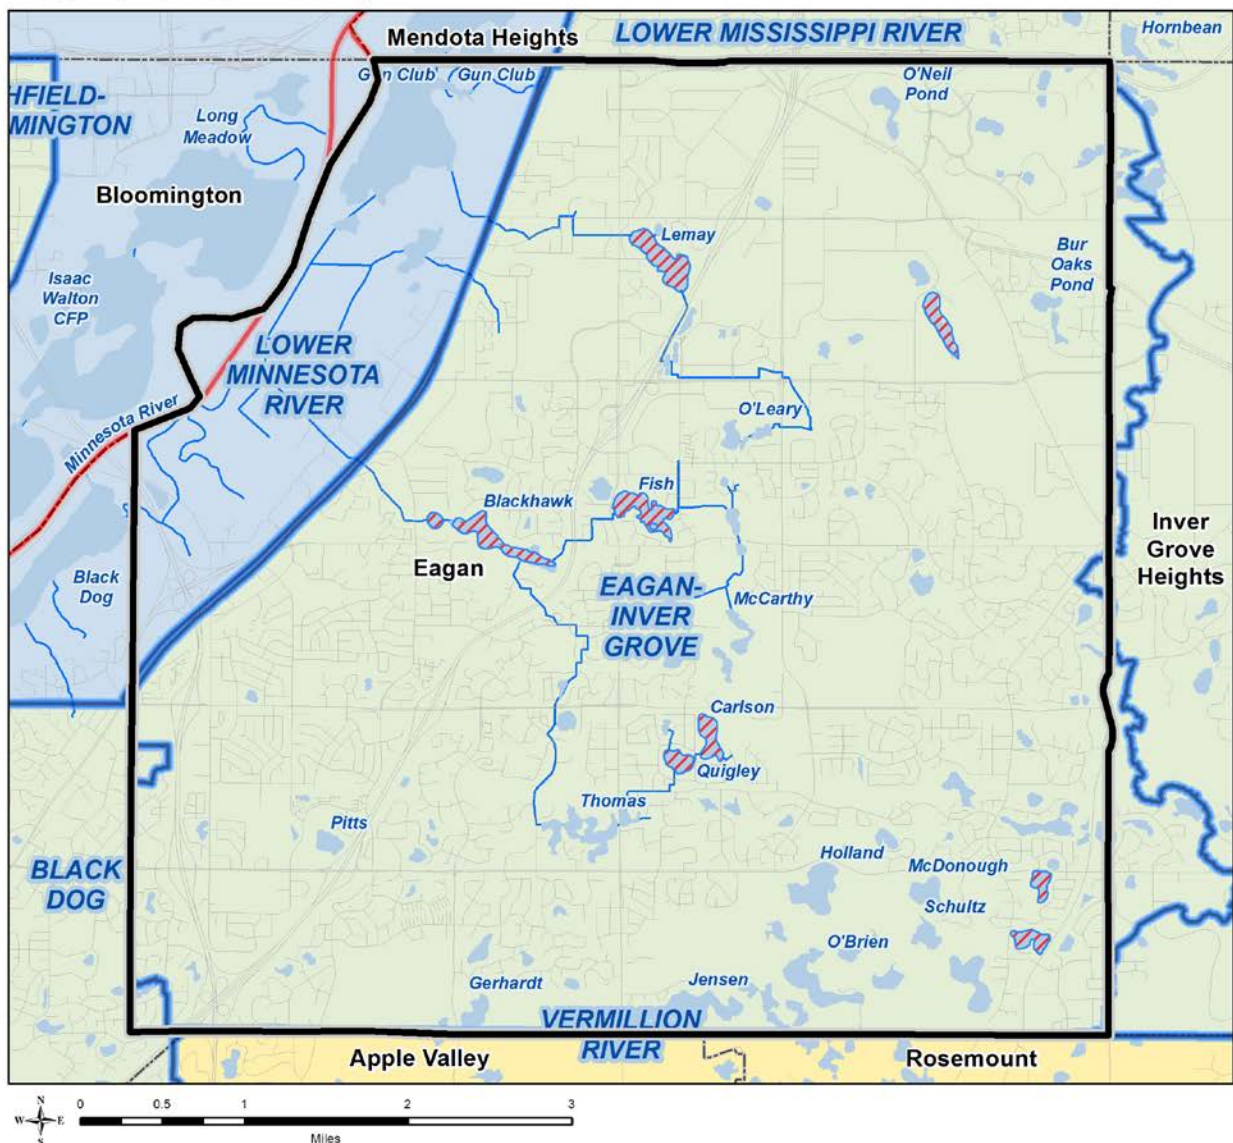 Mendota Heights
LOWER MISSISSIPPI RIVER
Hornbean
Gun Club
Gun Club
O'Neil
Pond
HFIELD-
MINGTON
Long
Meadow
Bloomington
Lemay
Bur
Oaks
Pond
Isaac
Walton
CFP
LOWER
MINNESOTA
RIVER
Minnesota River
O'Leary
Fish
Blackhawk
Eagan
Inver
Grove
Heights
Black
Dog
EAGAN-
INVER
GROVE
McCarthy
Carlson
Quigley
Thomas
Pitts
BLACK
DOG
Holland
McDonough
Schultz
O'Brien
Gerhardt
Jensen
VERMILLION
RIVER
Apple Valley
Rosemount
N
W
E
S
0
0.5
1
2
3
Miles